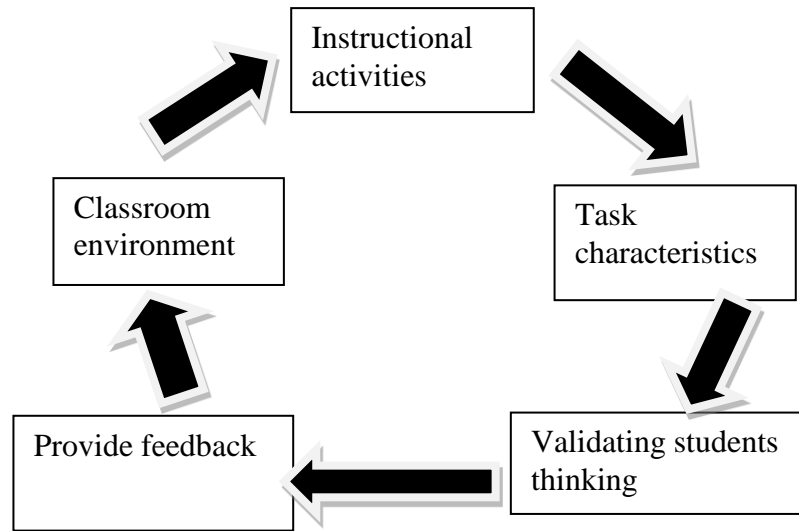 Instructional
activities
Task
characteristics
Validating students
thinking
Provide feedback
Classroom
environment